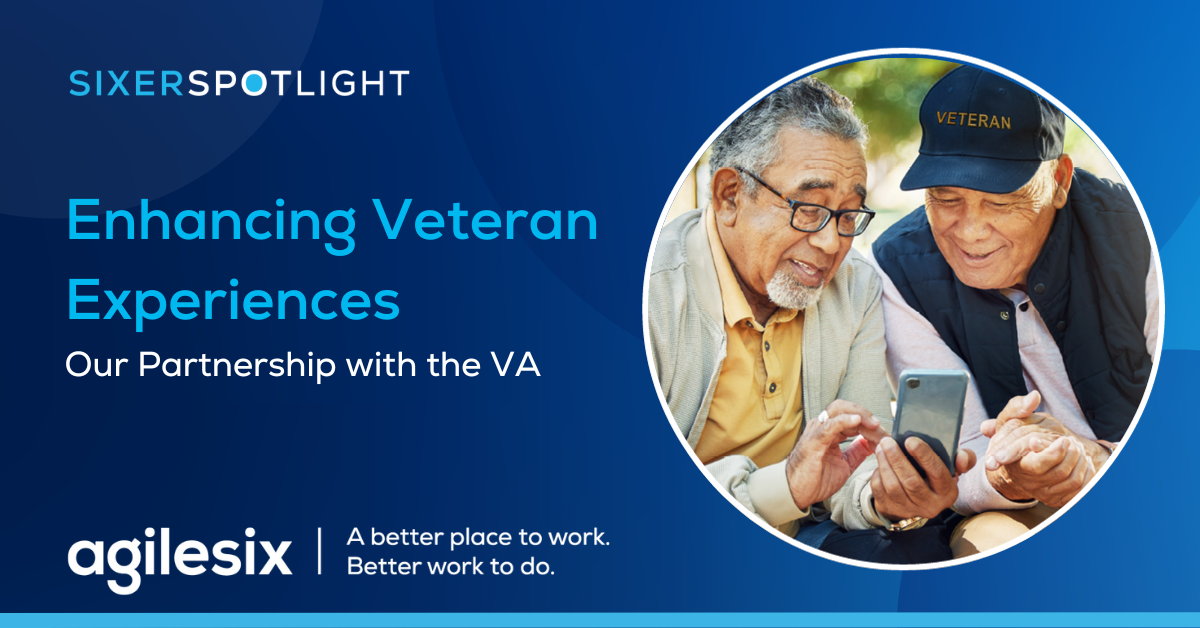 SIXERSPOTLIGHT
Enhancing Veteran
Experiences
Our Partnership with the VA
VETERAN
agilesix
A better place to work.
Better work to do.